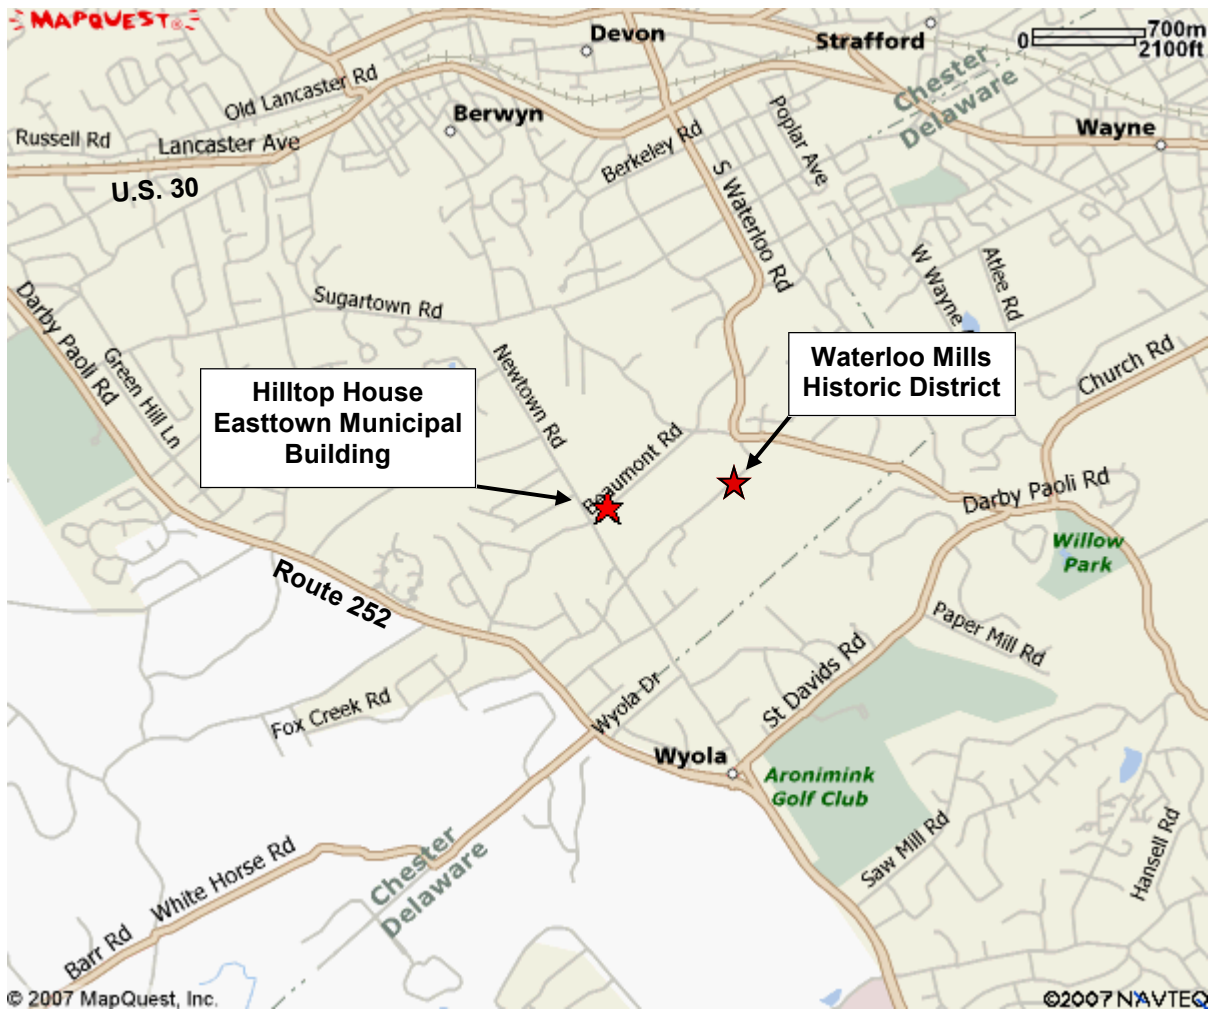 MAPQUEST
Devon
Strafford
0
700m
2100ft
Old Lancaster Rd
Berwyn
Chester
Delaware
Russell Rd
Lancaster Ave
Wayne
Berkeley Rd
Poplar Ave
U.S. 30
S Waterloo Rd
W Wayne
Atlee Rd
Sugartown Rd
Darby Paoli Rd
Green Hill Ln
Newtown Rd
Waterloo Mills
Historic District
Church Rd
Hilltop House
Easttown Municipal
Building
Beaumont Rd
Darby Paoli Rd
Willow
Park
Route 252
Paper Mill Rd
St Davids Rd
Fox Creek Rd
Wyola Dr
Wyola
Aronimink
Golf Club
Saw Mill Rd
Hansell Rd
Chester
Delaware
White Horse Rd
Barr Rd
© 2007 MapQuest, Inc.
©2007 NAVTEQ